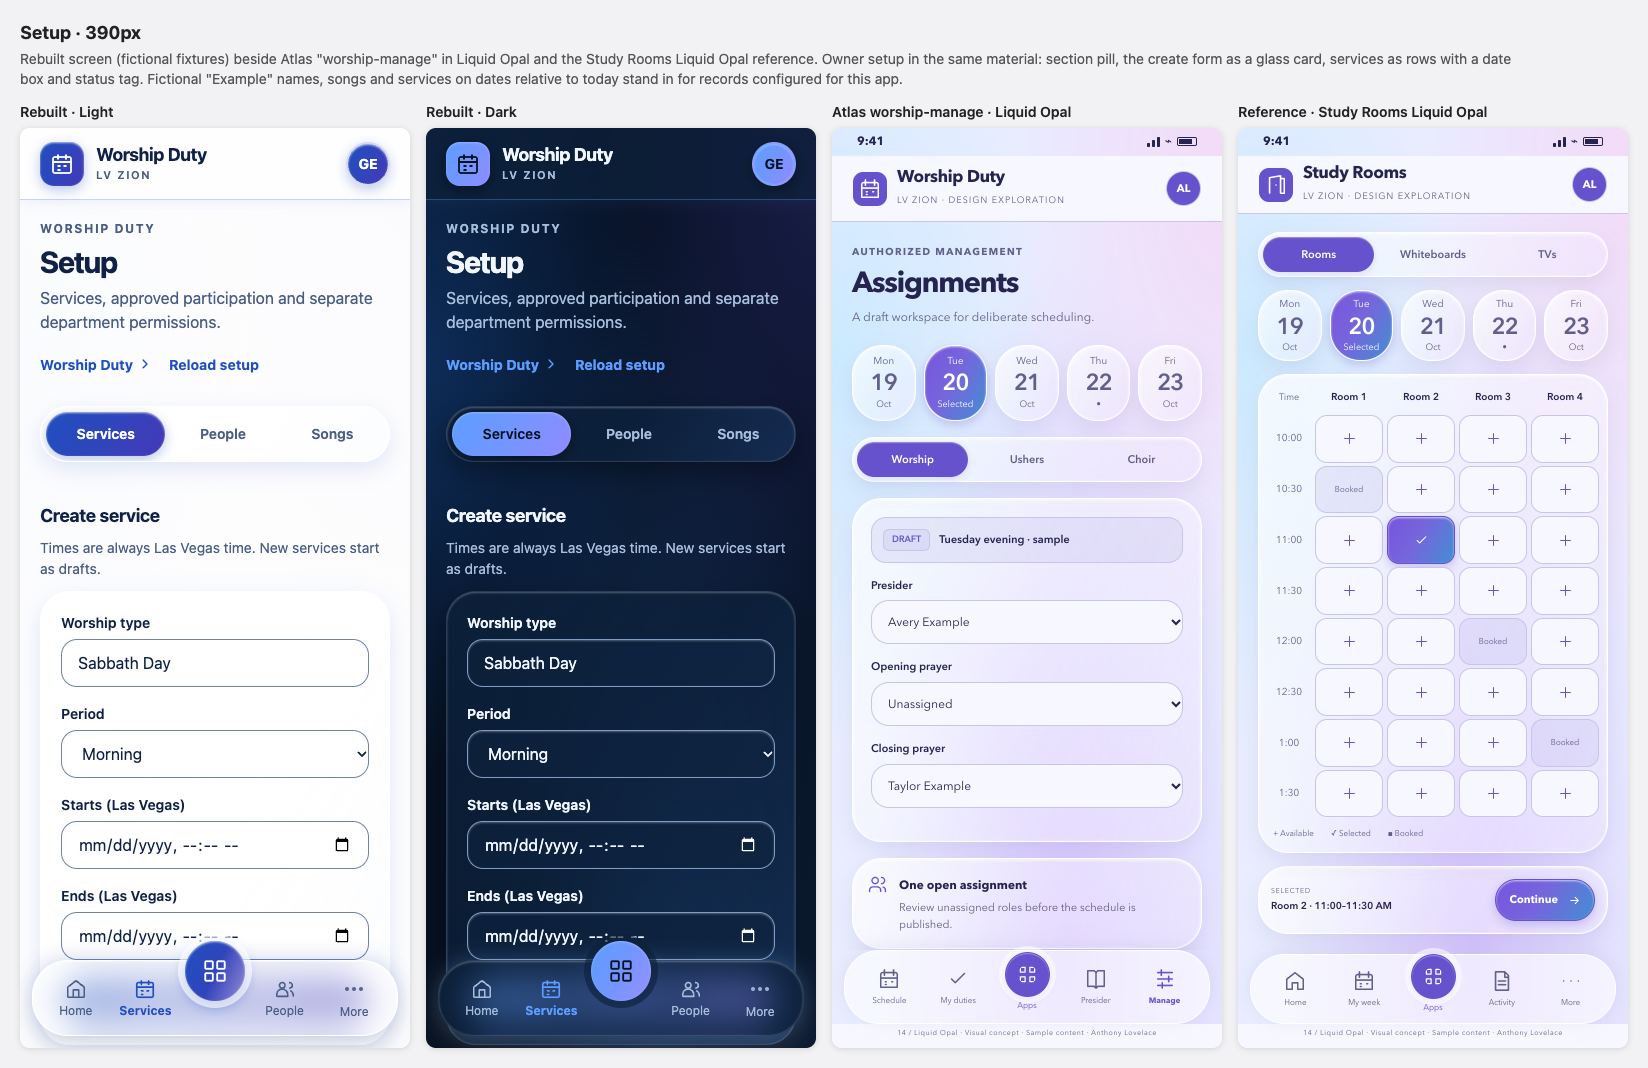 Setup · 390px
Rebuilt screen (fictional fixtures) beside Atlas "worship-manage" in Liquid Opal and the Study Rooms Liquid Opal reference. Owner setup in the same material: section pill, the create form as a glass card, services as rows with a date
box and status tag. Fictional "Example" names, songs and services on dates relative to today stand in for records configured for this app.
Rebuilt · Light
Worship Duty
LV ZION
GE
WORSHIP DUTY
Setup
Services, approved participation and separate
department permissions.
Worship Duty
Reload setup
Services
People
Songs
Create service
Times are always Las Vegas time. New services start
as drafts.
Worship type
Sabbath Day
Period
Morning
Starts (Las Vegas)
mm/dd/yyyy, --:-- --
Ends (Las Vegas)
mm/dd/yyyy, --:-- --
Home
Services
People
More
Rebuilt · Dark
Worship Duty
LV ZION
GE
WORSHIP DUTY
Setup
Services, approved participation and separate
department permissions.
Worship Duty
Reload setup
Services
People
Songs
Create service
Times are always Las Vegas time. New services start
as drafts.
Worship type
Sabbath Day
Period
Morning
Starts (Las Vegas)
mm/dd/yyyy, --:-- --
Ends (Las Vegas)
mm/dd/yyyy, --:-- --
Home
Services
People
More
Atlas worship-manage · Liquid Opal
9:41
Worship Duty
LV ZION · DESIGN EXPLORATION
AL
AUTHORIZED MANAGEMENT
Assignments
A draft workspace for deliberate scheduling.
Mon
19
Oct
Tue
20
Selected
Wed
21
Oct
Thu
22
•
Fri
23
Oct
Worship
Ushers
Choir
DRAFT
Tuesday evening · sample
Presider
Avery Example
Opening prayer
Unassigned
Closing prayer
Taylor Example
One open assignment
Review unassigned roles before the schedule is
published.
Schedule
My duties
Apps
Presider
Manage
14 / Liquid Opal · Visual concept · Sample content · Anthony Lovelace
Reference · Study Rooms Liquid Opal
9:41
Study Rooms
LV ZION · DESIGN EXPLORATION
AL
Rooms
Whiteboards
TVs
Mon
19
Oct
Tue
20
Selected
Wed
21
Oct
Thu
22
•
Fri
23
Oct
Time
Room 1
Room 2
Room 3
Room 4
10:00 + + + +
10:30 Booked + + +
11:00 + ✓ + +
11:30 + + + +
12:00 + + Booked +
12:30 + + + +
1:00 + + + Booked
1:30 + + + +
+ Available
✓ Selected
■ Booked
SELECTED
Room 2 · 11:00–11:30 AM
Continue →
Home
My week
Apps
Activity
More
14 / Liquid Opal · Visual concept · Sample content · Anthony Lovelace